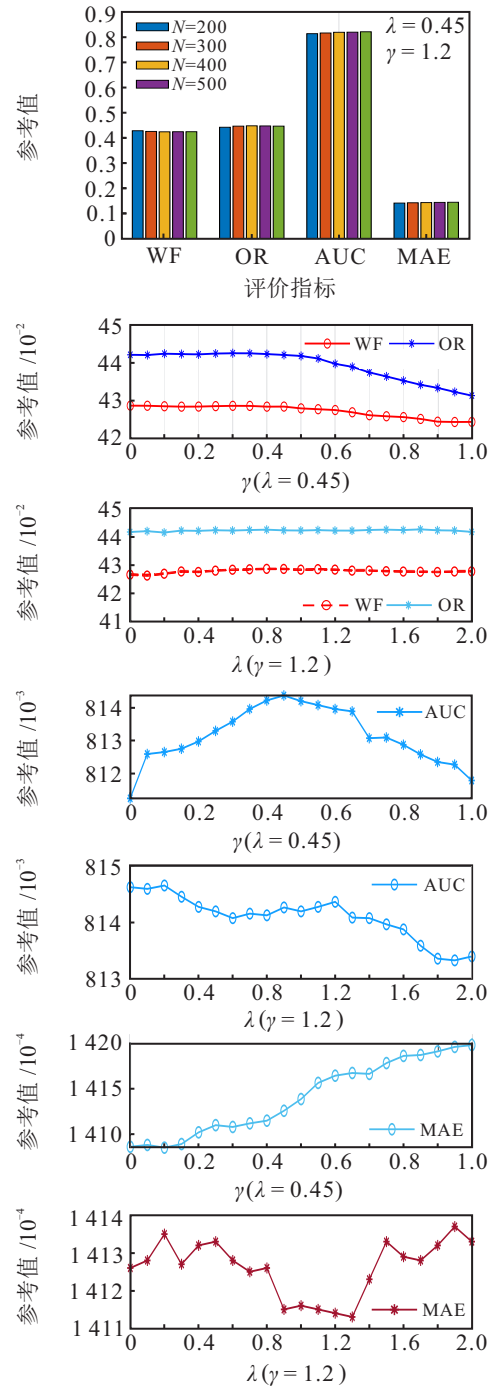 0.9
0.8
0.7
0.6
0.5
0.4
0.3
0.2
0.1
0
参考值
N=200
N=300
N=400
N=500
λ = 0.45
γ = 1.2
WF OR AUC MAE
评价指标
45
44
43
42
参考值 /10⁻²
WF OR
0 0.2 0.4 0.6 0.8 1.0
γ(λ = 0.45)
45
44
43
42
41
参考值 /10⁻²
WF OR
0 0.4 0.8 1.2 1.6 2.0
λ(γ = 1.2)
814
813
812
参考值 /10⁻³
AUC
0 0.2 0.4 0.6 0.8 1.0
γ(λ = 0.45)
815
814
813
参考值 /10⁻³
AUC
0 0.4 0.8 1.2 1.6 2.0
λ(γ = 1.2)
1 420
1 415
1 410
参考值 /10⁻⁴
MAE
0 0.2 0.4 0.6 0.8 1.0
γ(λ = 0.45)
1 414
1 413
1 412
1 411
参考值 /10⁻⁴
MAE
0 0.4 0.8 1.2 1.6 2.0
λ(γ = 1.2)